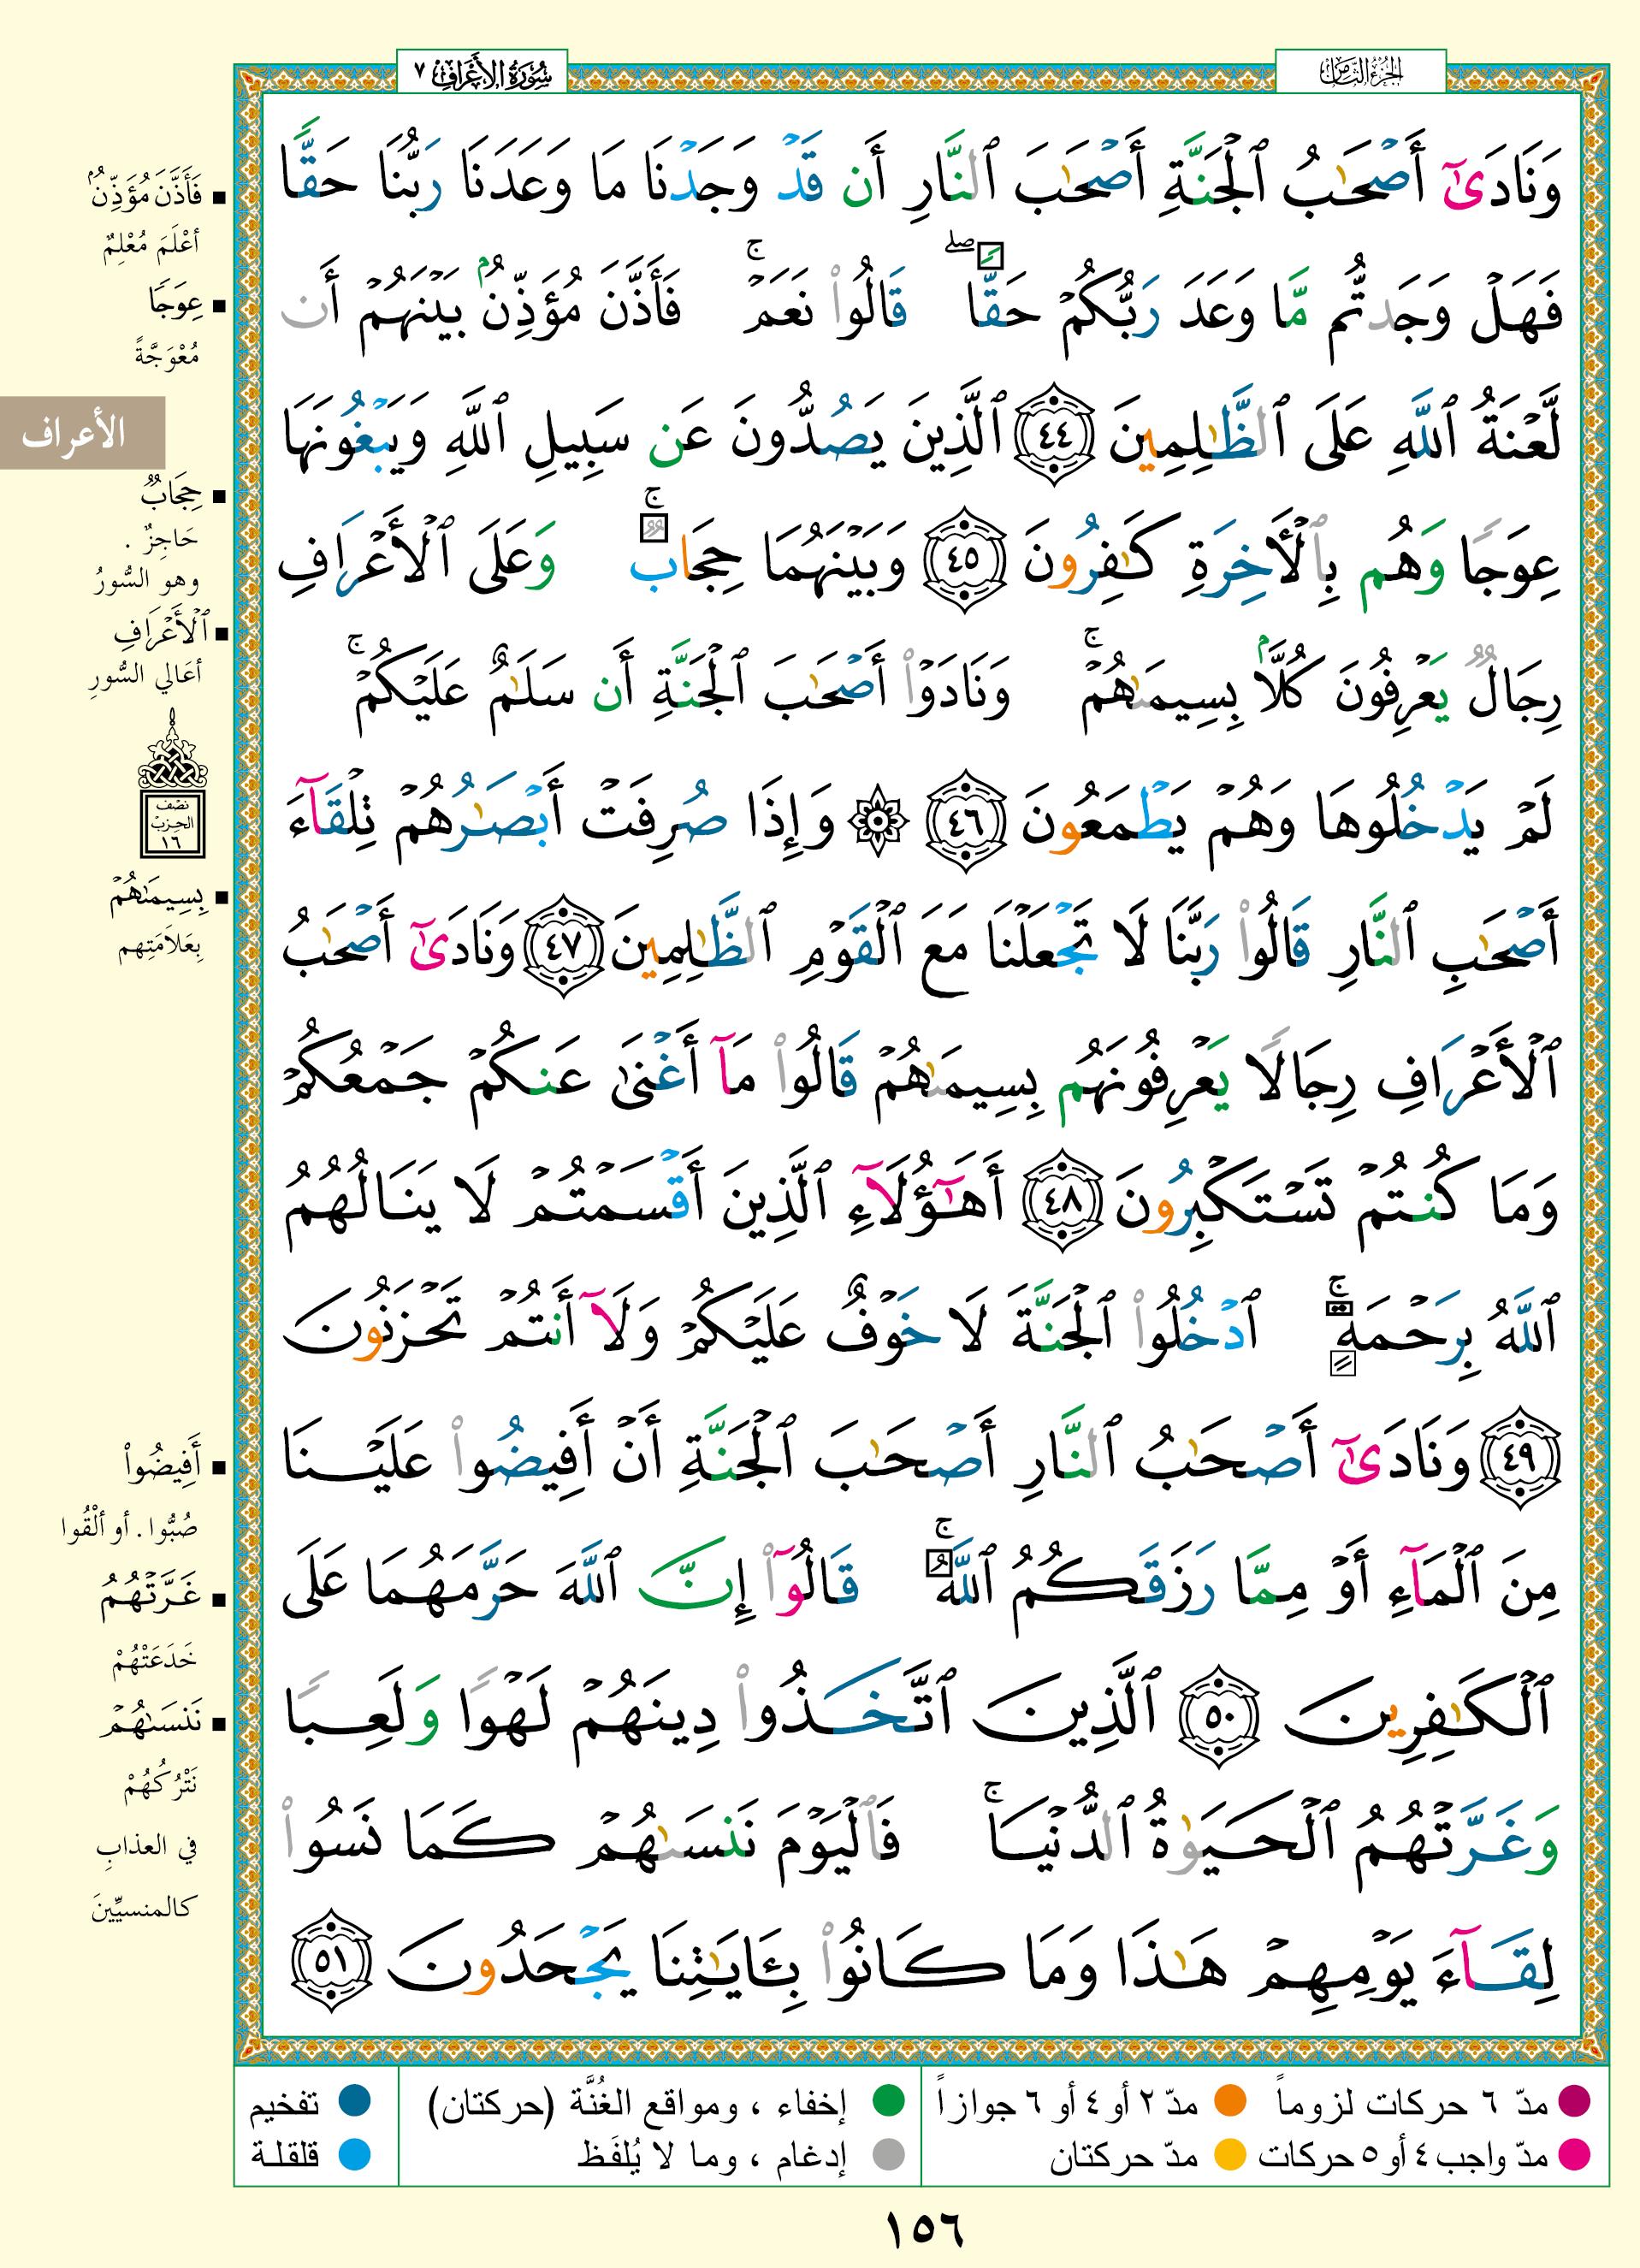 الجزء الثامن
سُورَةُ الأَعْرَافِ ٧
وَنَادَىٰٓ أَصْحَٰبُ ٱلْجَنَّةِ أَصْحَٰبَ ٱلنَّارِ أَن قَدْ وَجَدْنَا مَا وَعَدَنَا رَبُّنَا حَقًّا
فَهَلْ وَجَدتُّم مَّا وَعَدَ رَبُّكُمْ حَقًّا ۖ قَالُوا۟ نَعَمْ ۚ فَأَذَّنَ مُؤَذِّنٌۢ بَيْنَهُمْ أَن
لَّعْنَةُ ٱللَّهِ عَلَى ٱلظَّٰلِمِينَ ٤٤ ٱلَّذِينَ يَصُدُّونَ عَن سَبِيلِ ٱللَّهِ وَيَبْغُونَهَا
عِوَجًا وَهُم بِٱلْءَاخِرَةِ كَٰفِرُونَ ٤٥ وَبَيْنَهُمَا حِجَابٌ ۚ وَعَلَى ٱلْأَعْرَافِ
رِجَالٌ يَعْرِفُونَ كُلًّۢا بِسِيمَىٰهُمْ ۚ وَنَادَوْا۟ أَصْحَٰبَ ٱلْجَنَّةِ أَن سَلَٰمٌ عَلَيْكُمْ ۚ
لَمْ يَدْخُلُوهَا وَهُمْ يَطْمَعُونَ ٤٦ ۞ وَإِذَا صُرِفَتْ أَبْصَٰرُهُمْ تِلْقَآءَ
أَصْحَٰبِ ٱلنَّارِ قَالُوا۟ رَبَّنَا لَا تَجْعَلْنَا مَعَ ٱلْقَوْمِ ٱلظَّٰلِمِينَ ٤٧ وَنَادَىٰٓ أَصْحَٰبُ
ٱلْأَعْرَافِ رِجَالًا يَعْرِفُونَهُم بِسِيمَىٰهُمْ قَالُوا۟ مَآ أَغْنَىٰ عَنكُمْ جَمْعُكُمْ
وَمَا كُنتُمْ تَسْتَكْبِرُونَ ٤٨ أَهَٰٓؤُلَآءِ ٱلَّذِينَ أَقْسَمْتُمْ لَا يَنَالُهُمُ
ٱللَّهُ بِرَحْمَةٍ ۚ ٱدْخُلُوا۟ ٱلْجَنَّةَ لَا خَوْفٌ عَلَيْكُمْ وَلَآ أَنتُمْ تَحْزَنُونَ
٤٩ وَنَادَىٰٓ أَصْحَٰبُ ٱلنَّارِ أَصْحَٰبَ ٱلْجَنَّةِ أَنْ أَفِيضُوا۟ عَلَيْنَا
مِنَ ٱلْمَآءِ أَوْ مِمَّا رَزَقَكُمُ ٱللَّهُ ۚ قَالُوٓا۟ إِنَّ ٱللَّهَ حَرَّمَهُمَا عَلَى
ٱلْكَٰفِرِينَ ٥٠ ٱلَّذِينَ ٱتَّخَذُوا۟ دِينَهُمْ لَهْوًا وَلَعِبًا
وَغَرَّتْهُمُ ٱلْحَيَوٰةُ ٱلدُّنْيَا ۚ فَٱلْيَوْمَ نَنسَىٰهُمْ كَمَا نَسُوا۟
لِقَآءَ يَوْمِهِمْ هَٰذَا وَمَا كَانُوا۟ بِـَٔايَٰتِنَا يَجْحَدُونَ ٥١
فَأَذَّنَ مُؤَذِّنٌۢ
أعْلَمَ مُعْلِمٌ
عِوَجًا
مُعْوَجَّةً
الأعراف
حِجَابٌ
حَاجِزٌ .
وهو السُّورُ
ٱلْأَعْرَافِ
أعَالي السُّورِ
نصف
الحزب
١٦
بِسِيمَىٰهُمْ
بِعَلاَمَتِهم
أَفِيضُوا۟
صُبُّوا . أو ألْقُوا
غَرَّتْهُمُ
خَدَعَتْهُمْ
نَنسَىٰهُمْ
نَتْرُكُهُمْ
في العذابِ
كالمنسيِّينَ
مدّ ٦ حركات لزوماً مدّ ٢ أو ٤ أو ٦ جوازاً
مدّ واجب ٤ أو ٥ حركات مدّ حركتان
إخفاء ، ومواقع الغُنَّة (حركتان)
إدغام ، وما لا يُلفَظ
تفخيم
قلقلة
١٥٦